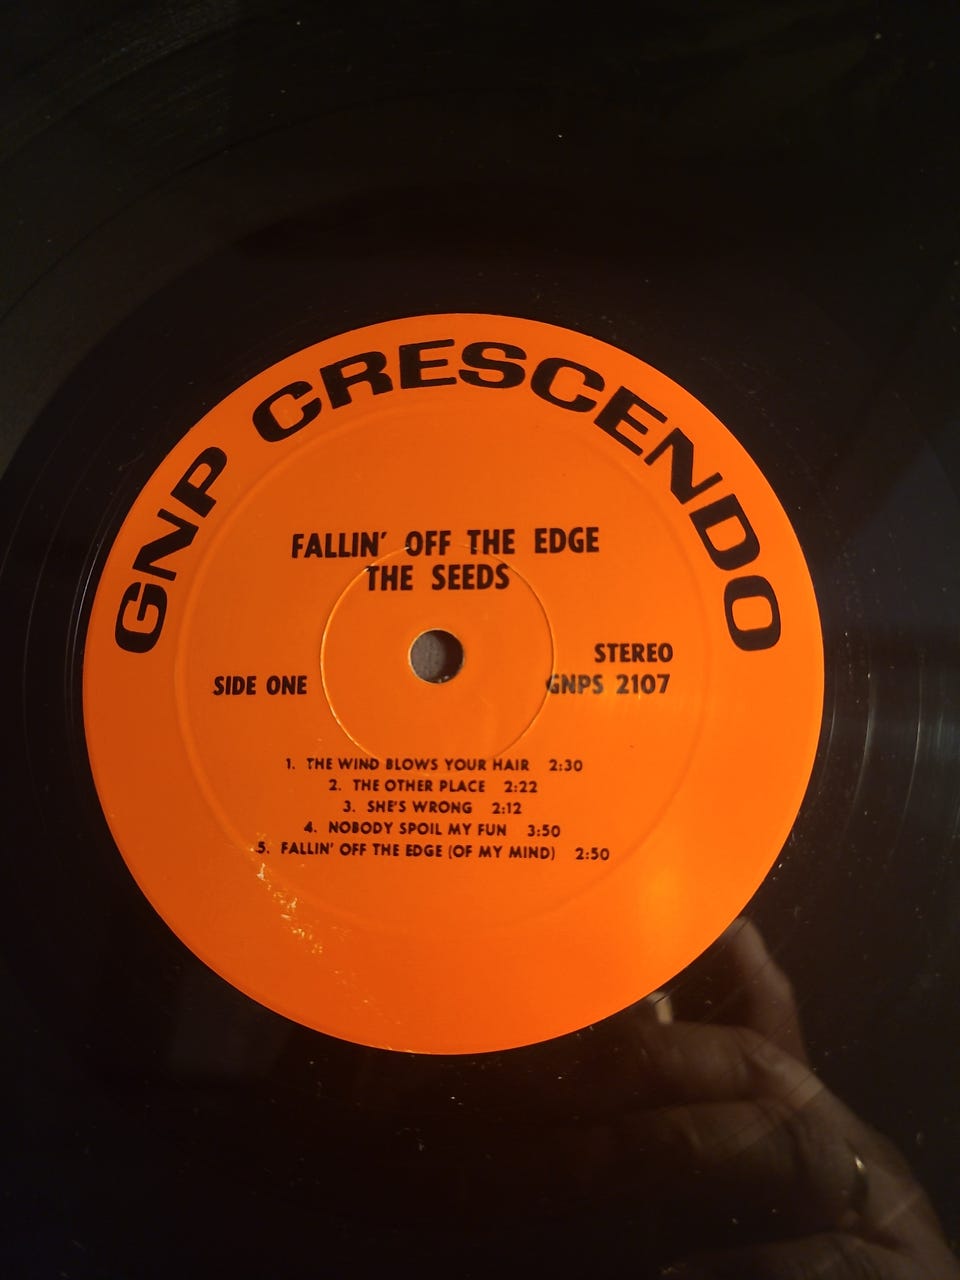 GNP CRESCENDO
FALLIN' OFF THE EDGE
THE SEEDS
STEREO
SIDE ONE GNPS 2107
1. THE WIND BLOWS YOUR HAIR 2:30
2. THE OTHER PLACE 2:22
3. SHE'S WRONG 2:12
4. NOBODY SPOIL MY FUN 3:50
5. FALLIN' OFF THE EDGE (OF MY MIND) 2:50